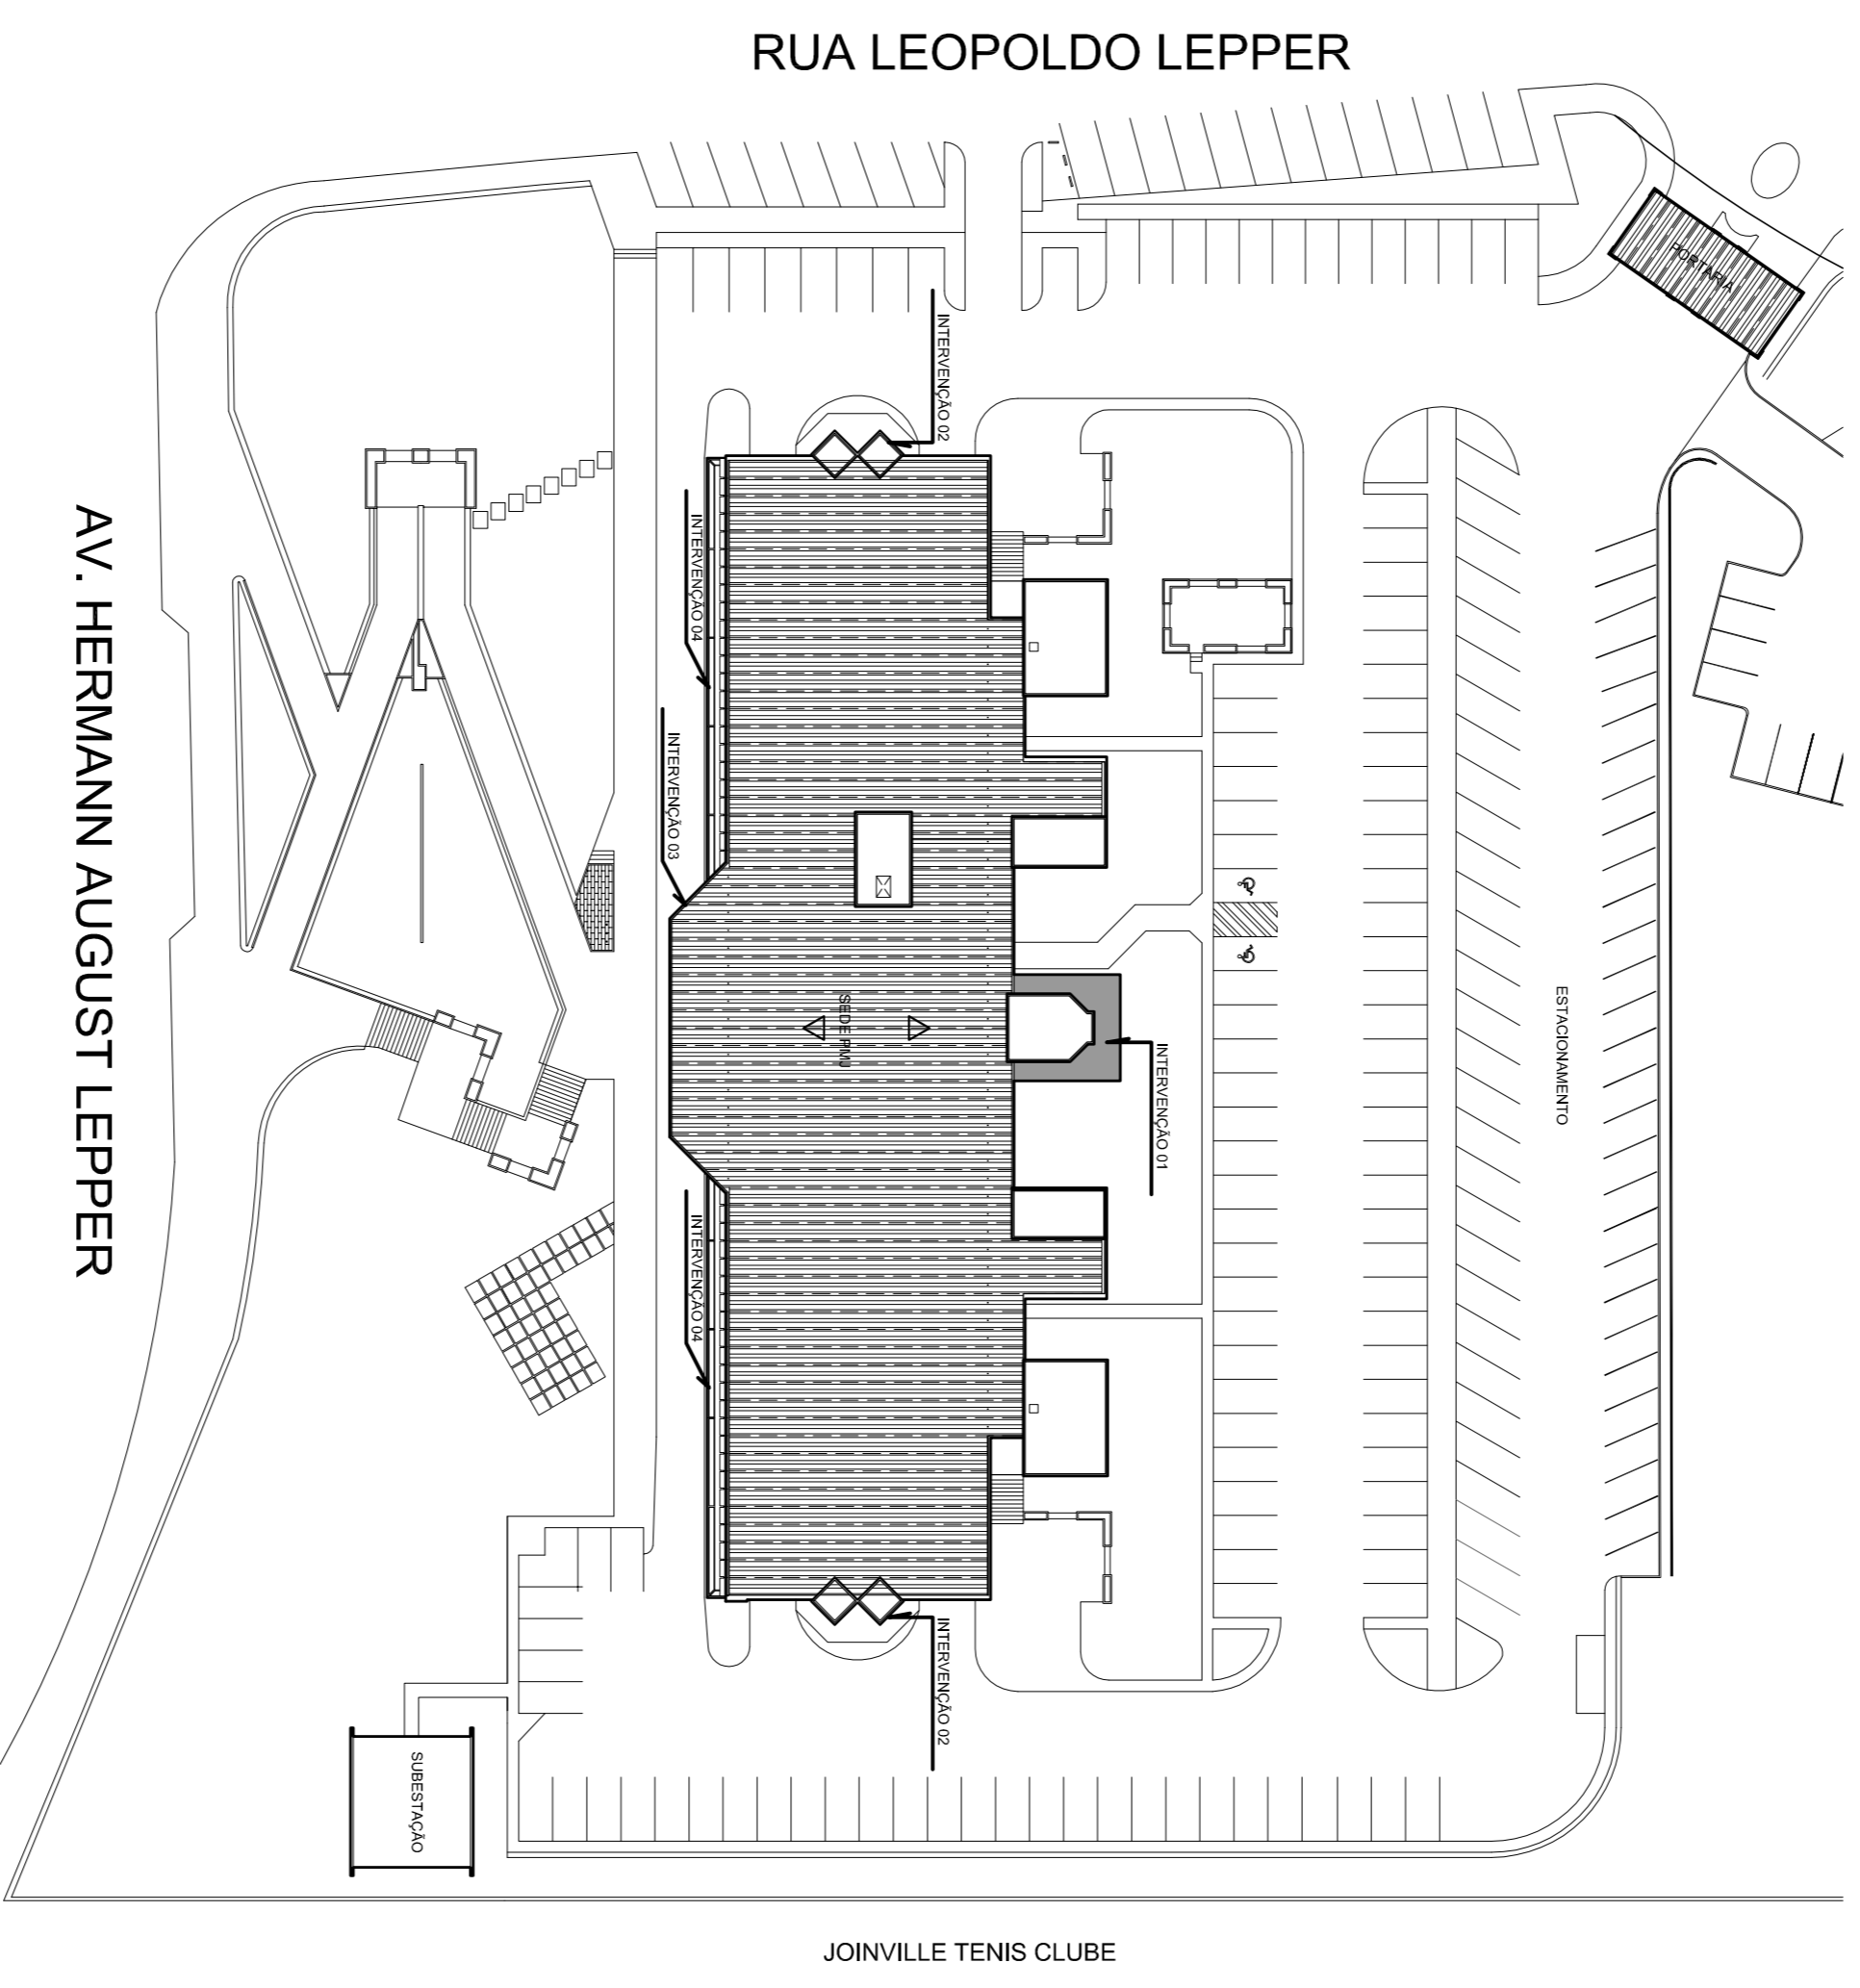 RUA LEOPOLDO LEPPER
PORTARIA
INTERVENÇÃO 02
INTERVENÇÃO 04
INTERVENÇÃO 03
AV. HERMANN AUGUST LEPPER
SEDE PMJ
INTERVENÇÃO 01
ESTACIONAMENTO
INTERVENÇÃO 04
INTERVENÇÃO 02
SUBESTAÇÃO
JOINVILLE TENIS CLUBE